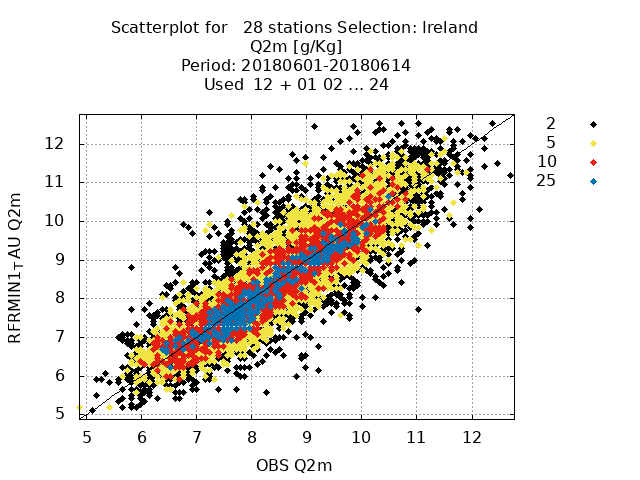 Scatterplot for   28 stations Selection: Ireland
Q2m [g/Kg]
Period: 20180601-20180614
Used  12 + 01 02 ... 24
2
5
10
25
12
11
10
9
8
7
6
5
RFRMIN1-AU Q2m
5 6 7 8 9 10 11 12
OBS Q2m